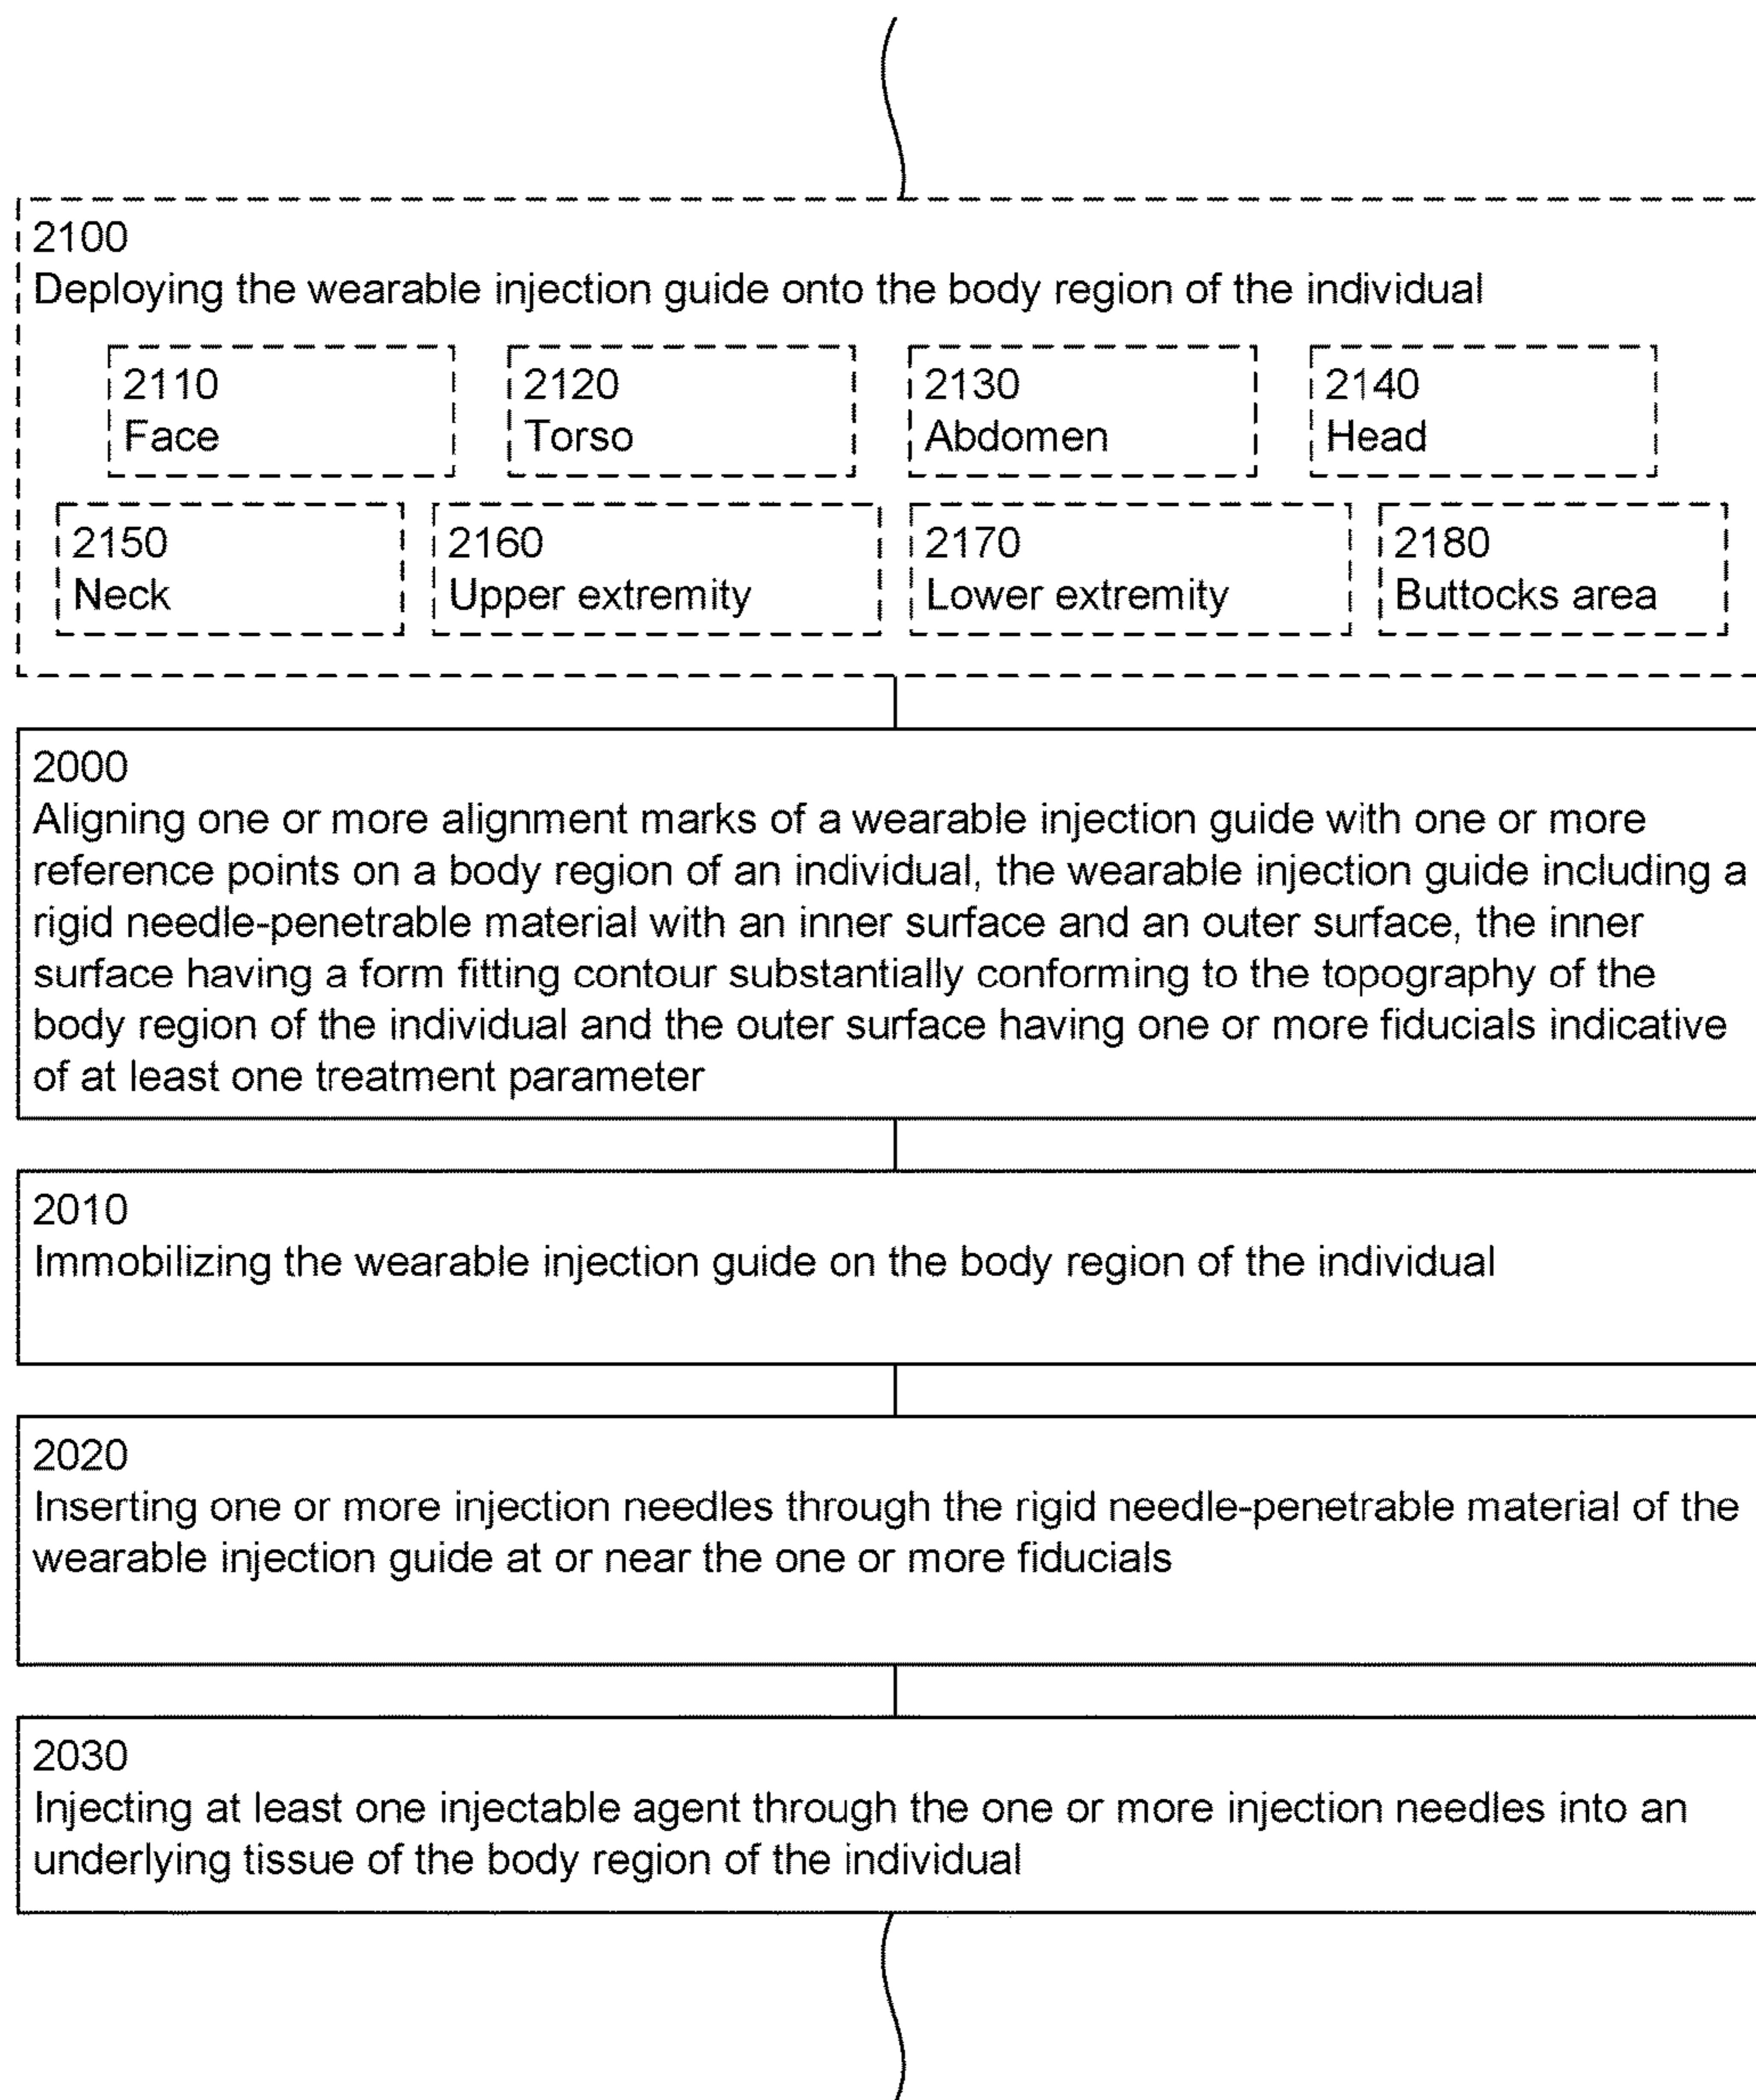 2100
Deploying the wearable injection guide onto the body region of the individual
2110
Face
2120
Torso
2130
Abdomen
2140
Head
2150
Neck
2160
Upper extremity
2170
Lower extremity
2180
Buttocks area
2000
Aligning one or more alignment marks of a wearable injection guide with one or more
reference points on a body region of an individual, the wearable injection guide including a
rigid needle-penetrable material with an inner surface and an outer surface, the inner
surface having a form fitting contour substantially conforming to the topography of the
body region of the individual and the outer surface having one or more fiducials indicative
of at least one treatment parameter
2010
Immobilizing the wearable injection guide on the body region of the individual
2020
Inserting one or more injection needles through the rigid needle-penetrable material of the
wearable injection guide at or near the one or more fiducials
2030
Injecting at least one injectable agent through the one or more injection needles into an
underlying tissue of the body region of the individual